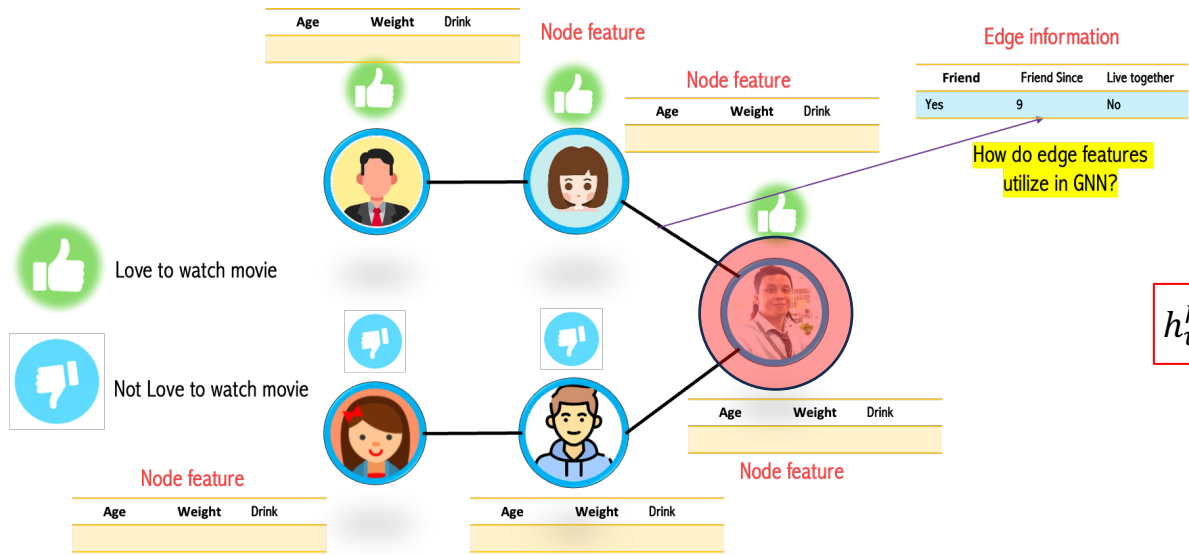 Age Weight Drink
Node feature
Node feature
Age Weight Drink
Edge information
Friend Friend Since Live together
Yes 9 No
How do edge features
utilize in GNN?
Love to watch movie
Not Love to watch movie
Age Weight Drink
Node feature
Node feature
Age Weight Drink
Age Weight Drink